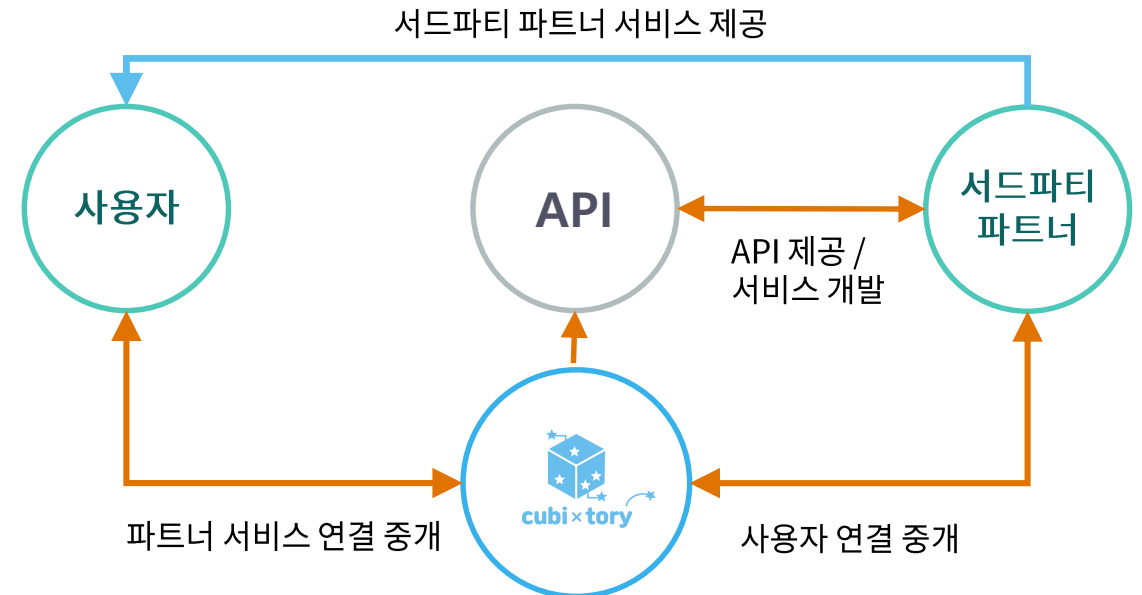 서드파티 파트너 서비스 제공
사용자
API
서드파티
파트너
API 제공 /
서비스 개발
cubi×tory
파트너 서비스 연결 중개
사용자 연결 중개